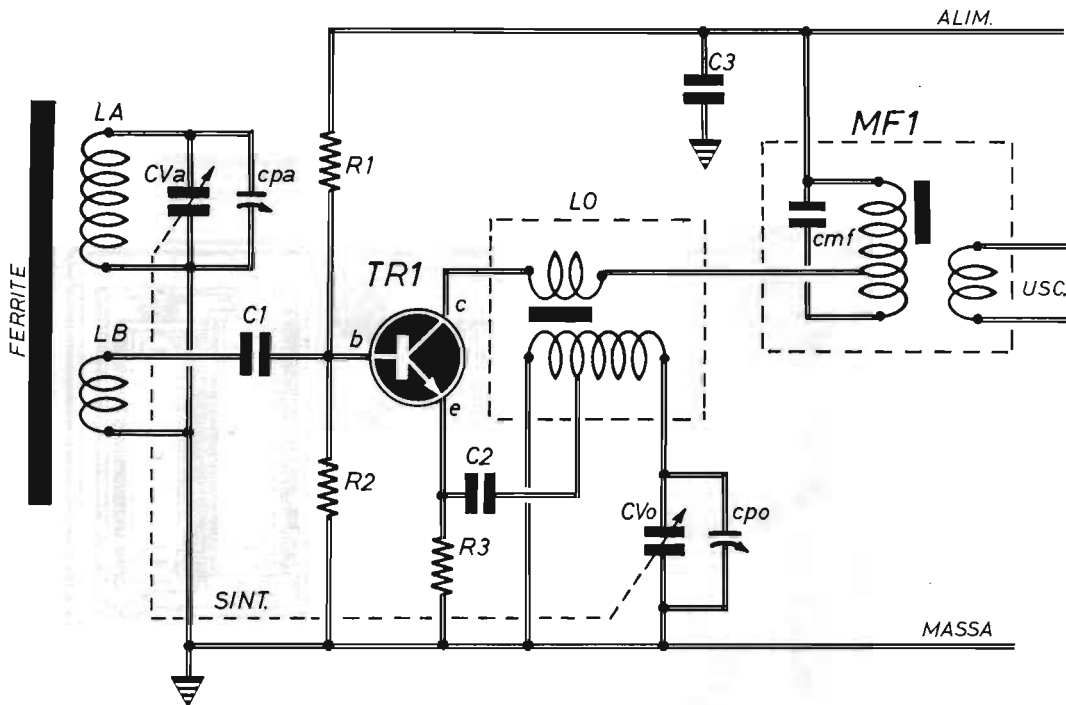 ALIM.
C3
LA
MF1
CVa
cpa
R1
LO
cmf
FERRITE
TR1
c
USC.
C1
LB
b
e
C2
R2
CVo
cpo
R3
SINT.
MASSA